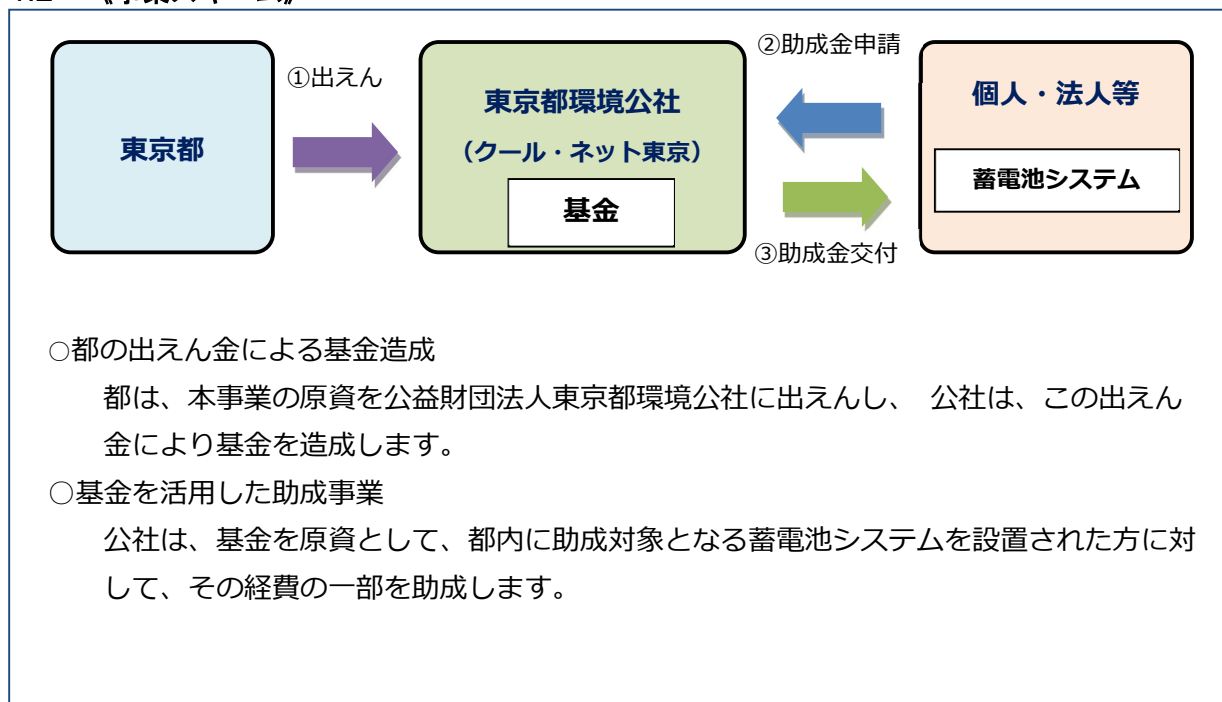 ①出えん
②助成金申請
東京都
東京都環境公社
（クール・ネット東京）
基金
個人・法人等
蓄電池システム
③助成金交付
○都の出えん金による基金造成
都は、本事業の原資を公益財団法人東京都環境公社に出えんし、 公社は、この出えん
金により基金を造成します。
○基金を活用した助成事業
公社は、基金を原資として、都内に助成対象となる蓄電池システムを設置された方に対
して、その経費の一部を助成します。